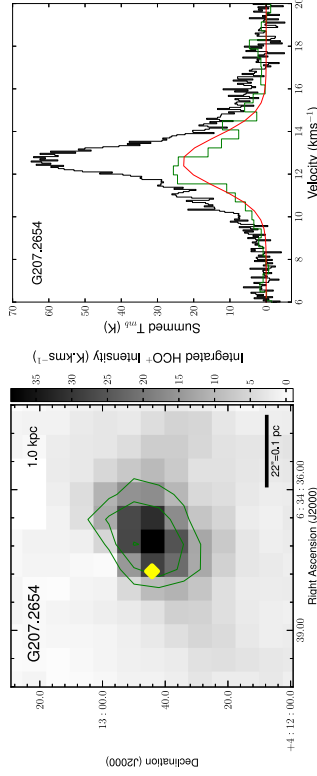 G207.2654
1.0 kpc
22"=0.1 pc
20.0
13 : 00.0
40.0
20.0
+4 : 12 : 00.0
Declination (J2000)
39.00
6 : 34 : 36.00
Right Ascension (J2000)
35
30
25
20
15
10
5
0
Integrated HCO⁺ Intensity (K.kms⁻¹)
G207.2654
70
60
50
40
30
20
10
0
Summed T_mb (K)
6
8
10
12
14
16
18
20
Velocity (kms⁻¹)